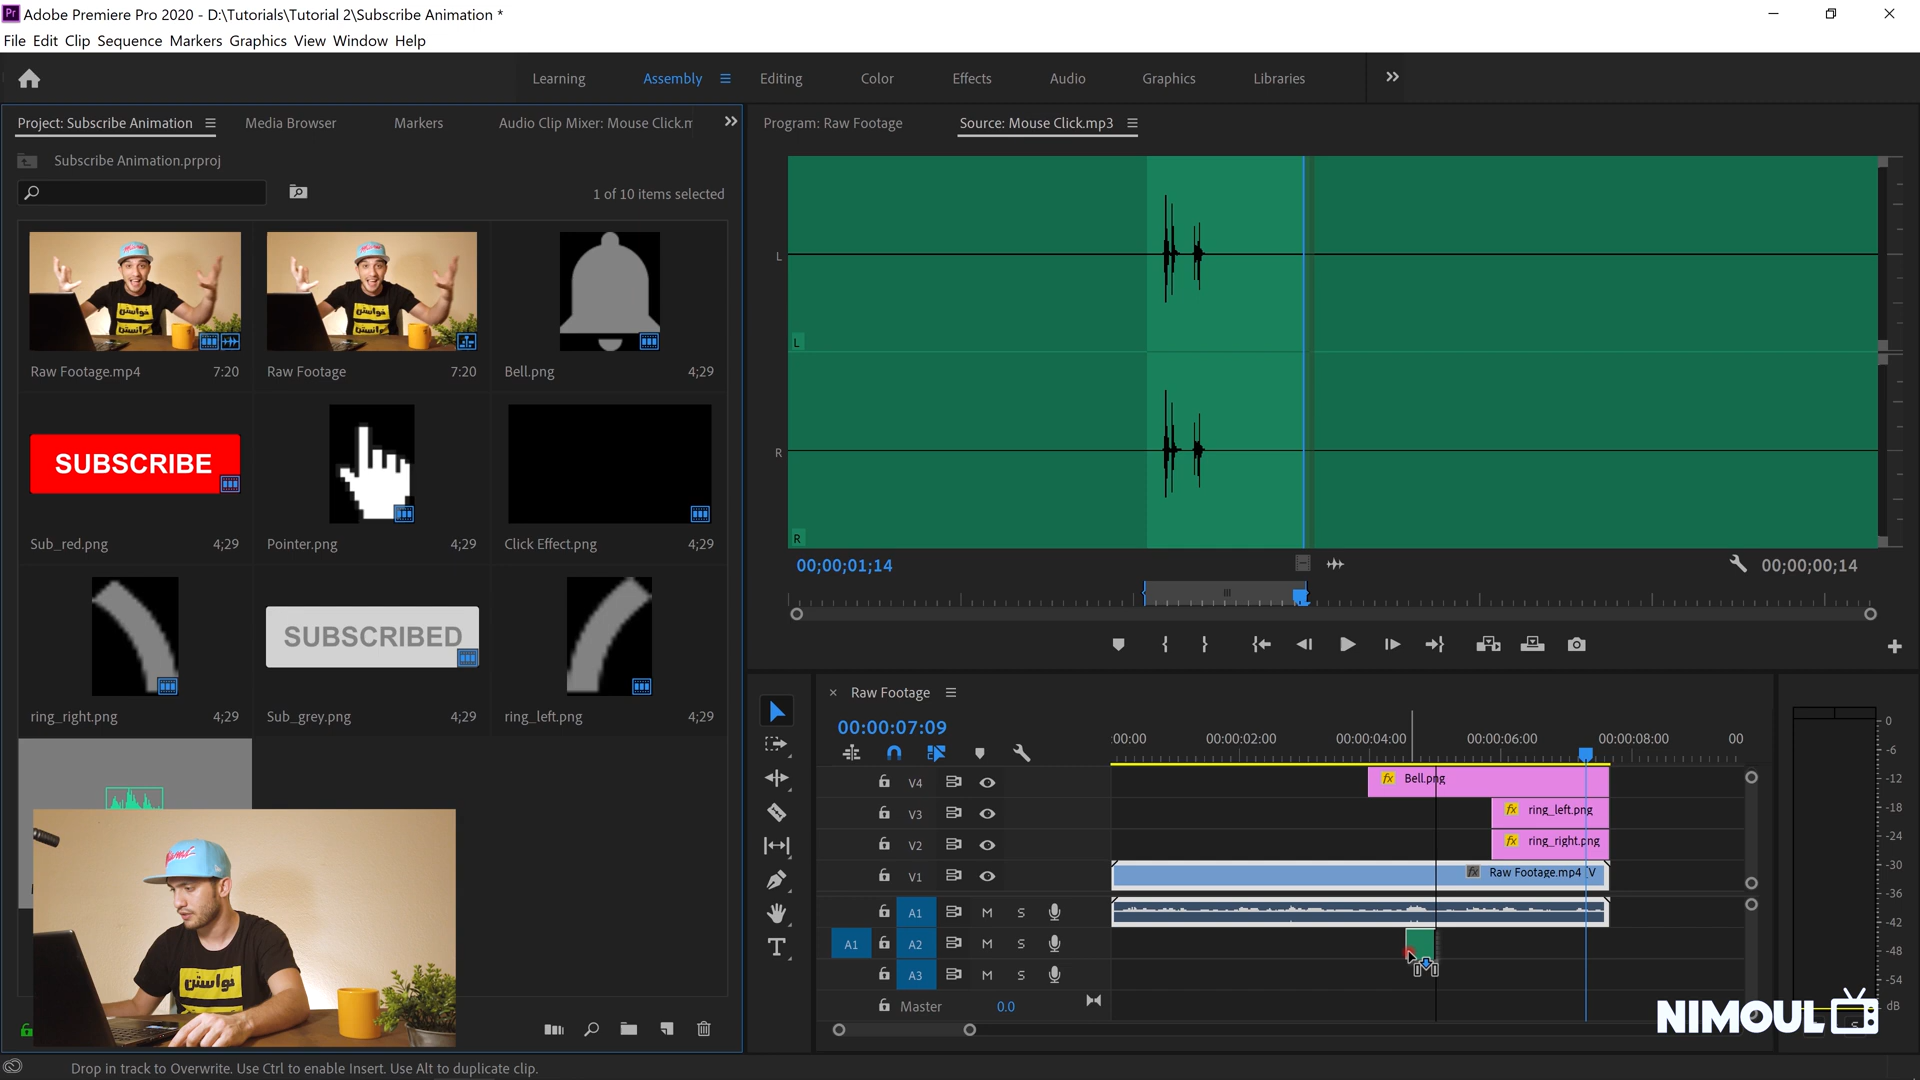 Adobe Premiere Pro 2020 - D:\Tutorials\Tutorial 2\Subscribe Animation *
File Edit Clip Sequence Markers Graphics View Window Help
Learning Assembly Editing Color Effects Audio Graphics Libraries
Project: Subscribe Animation Media Browser Markers Audio Clip Mixer: Mouse Click.m
Program: Raw Footage Source: Mouse Click.mp3
Subscribe Animation.prproj
1 of 10 items selected
Raw Footage.mp4 7:20
Raw Footage 7:20
Bell.png 4;29
SUBSCRIBE
Sub_red.png 4;29
Pointer.png 4;29
Click Effect.png 4;29
ring_right.png 4;29
SUBSCRIBED
Sub_grey.png 4;29
ring_left.png 4;29
L
L
R
R
00;00;01;14 00;00;00;14
Raw Footage
00:00:07:09
:00:00 00:00:02:00 00:00:04:00 00:00:06:00 00:00:08:00 00
V4 Bell.png
V3 ring_left.png
V2 ring_right.png
V1 Raw Footage.mp4 [V
A1 M S
A1 A2 M S
A3 M S
Master 0.0
0
-6
-12
-18
-24
-30
-36
-42
-48
-54
dB
S
NIMOUL
نواستن
Drop in track to Overwrite. Use Ctrl to enable Insert. Use Alt to duplicate clip.